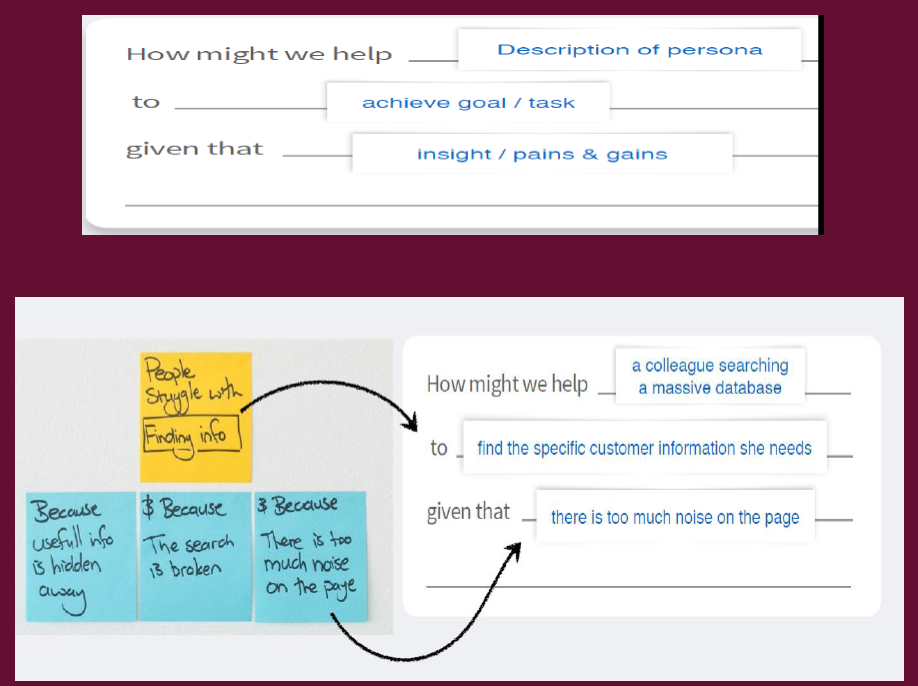 How might we help Description of persona
to achieve goal / task
given that insight / pains & gains
People
Struggle with
Finding info
Because
usefull info
is hidden
away
$ Because
The search
is broken
$ Because
There is too
much noise
on the page
How might we help a colleague searching
a massive database
to find the specific customer information she needs
given that there is too much noise on the page